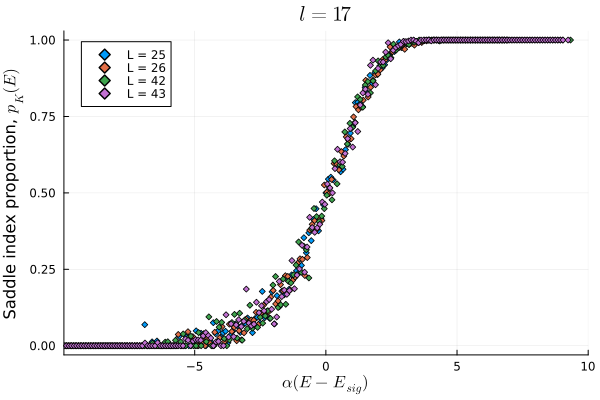 l = 17
Saddle index proportion, p_K(E)
1.00
0.75
0.50
0.25
0.00
L = 25
L = 26
L = 42
L = 43
−5
0
5
10
α(E − E_sig)